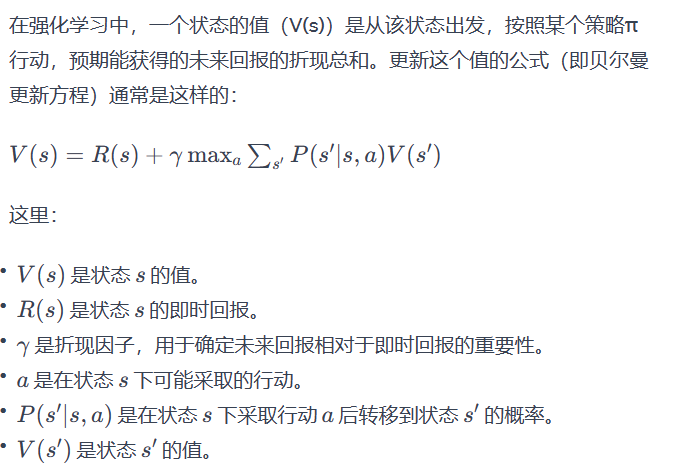 在强化学习中，一个状态的值（V(s)）是从该状态出发，按照某个策略π
行动，预期能获得的未来回报的折现总和。更新这个值的公式（即贝尔曼
更新方程）通常是这样的：
V(s) = R(s) + γ maxₐ ∑ₛ′ P(s′|s, a)V(s′)
这里：
• V(s) 是状态 s 的值。
• R(s) 是状态 s 的即时回报。
• γ 是折现因子，用于确定未来回报相对于即时回报的重要性。
• a 是在状态 s 下可能采取的行动。
• P(s′|s, a) 是在状态 s 下采取行动 a 后转移到状态 s′ 的概率。
• V(s′) 是状态 s′ 的值。